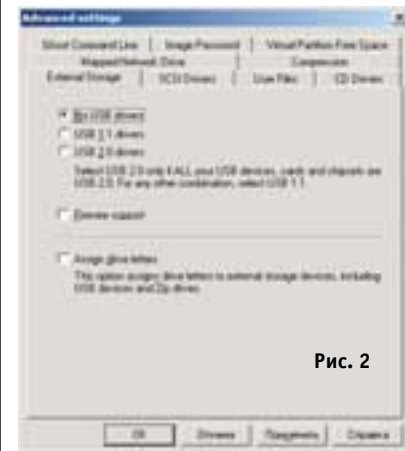 Advanced settings
Ghost Command Line Image Password Virtual Partition Free Space
Mapped Network Drive Compression
External Storage SCSI Drivers User Files CD Drivers
No USB drivers
USB 1.1 drivers
USB 2.0 drivers
Select USB 2.0 only if ALL your USB devices, cards and chipsets are
USB 2.0. For any other combination, select USB 1.1.
Firewire support
Assign drive letters
This option assigns drive letters to external storage devices, including
USB devices and Zip drives.
Рис. 2
OK Отмена Применить Справка